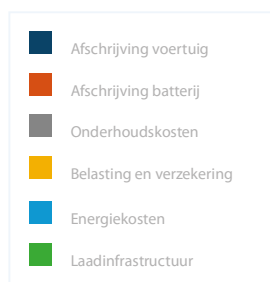 Afschrijving voertuig
Afschrijving batterij
Onderhoudskosten
Belasting en verzekering
Energiekosten
Laadinfrastructuur